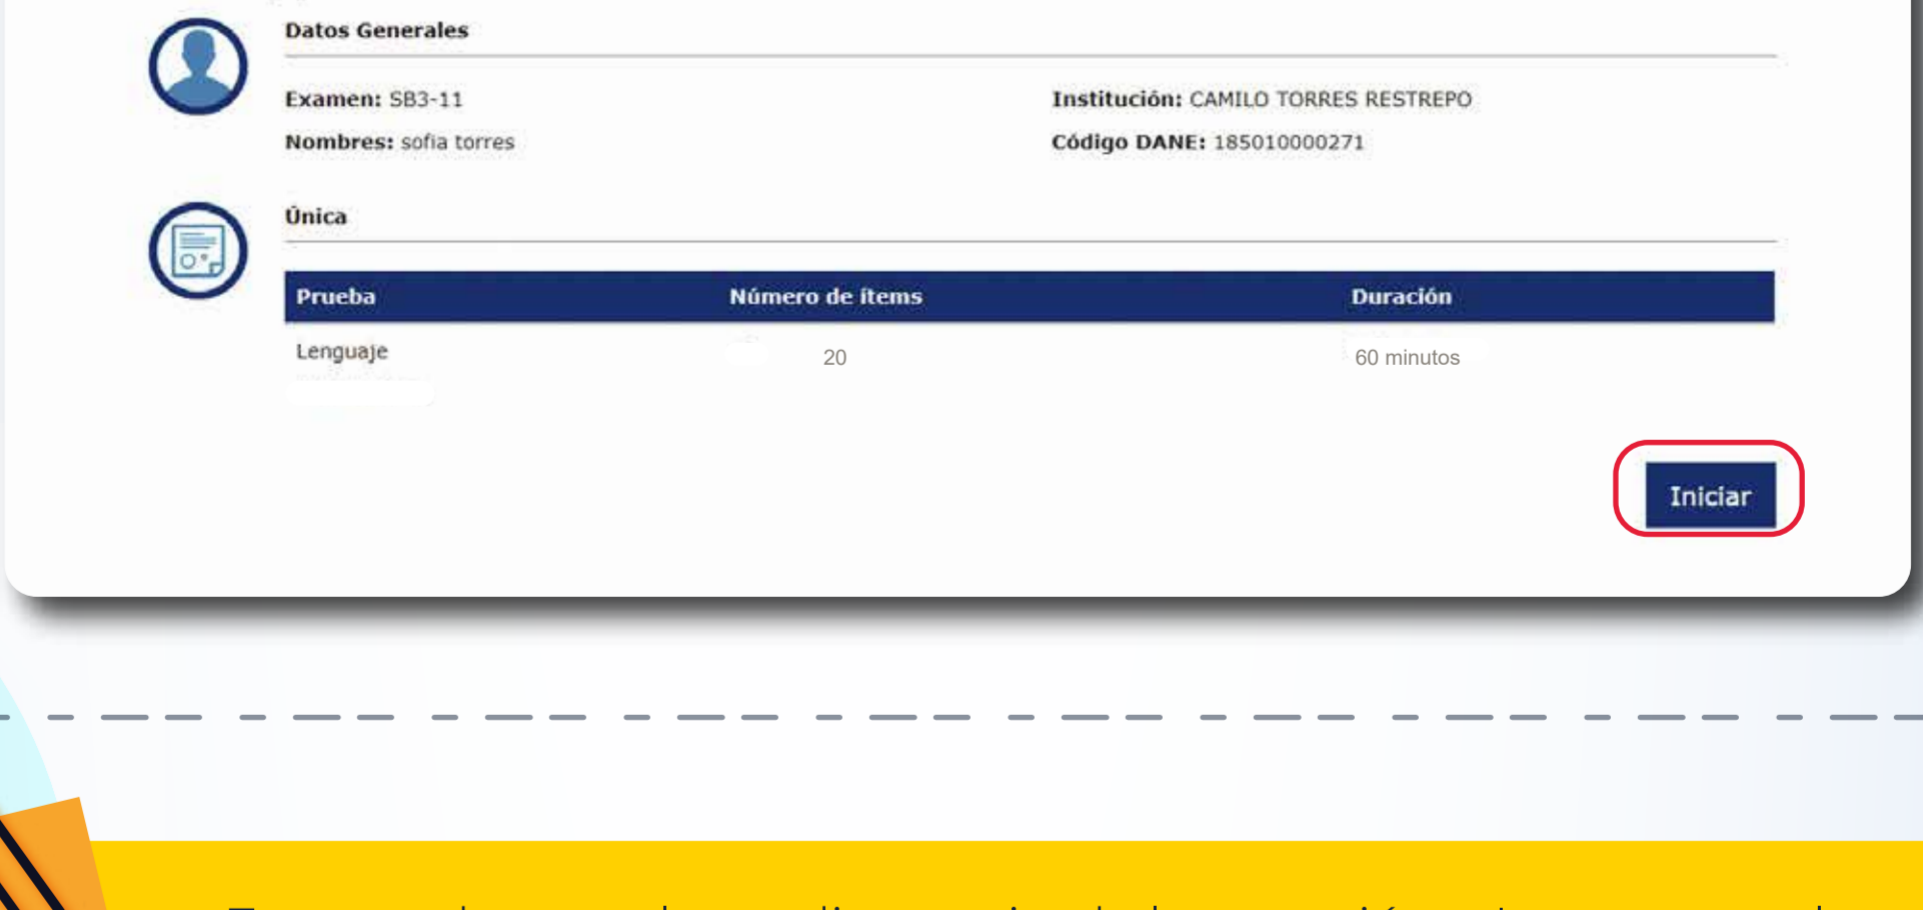 Datos Generales
Examen: SB3-11
Institución: CAMILO TORRES RESTREPO
Nombres: sofia torres
Código DANE: 185010000271
Única
Prueba Número de ítems Duración
Lenguaje 20 60 minutos
Iniciar